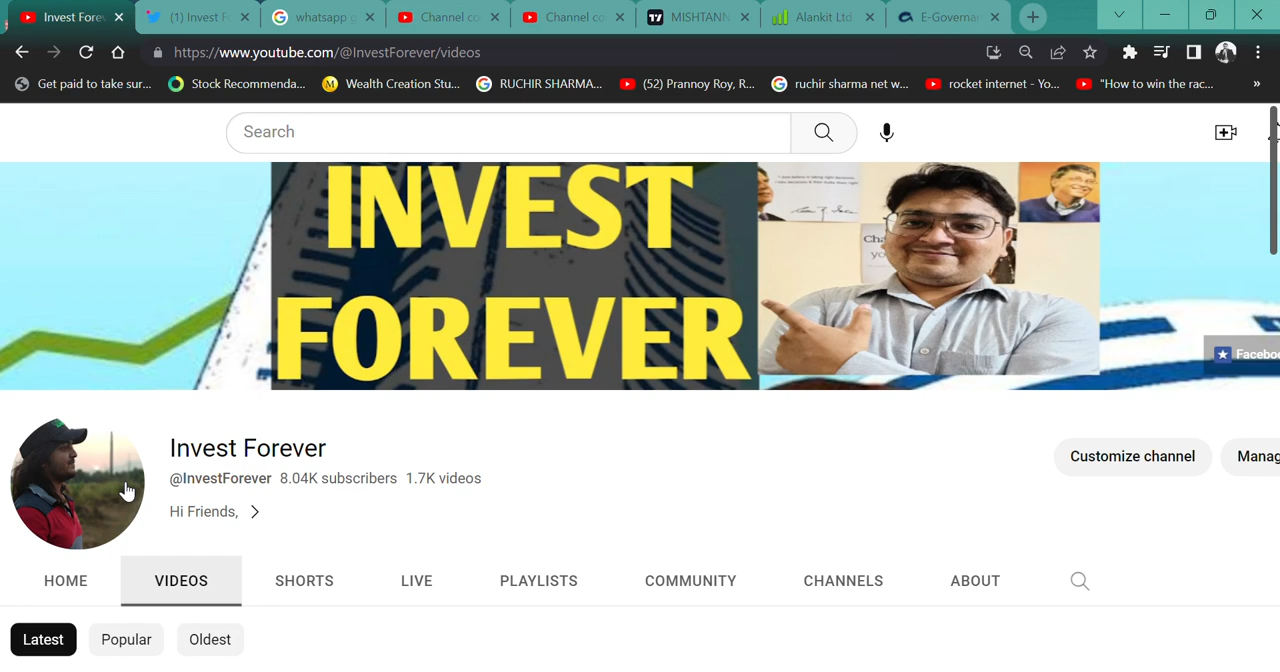 Invest Fore
(1) Invest F
whatsapp g
Channel co
Channel co
MISHTANN
Alankit Ltd
E-Governa
https://www.youtube.com/@InvestForever/videos
Get paid to take sur...
Stock Recommenda...
Wealth Creation Stu...
RUCHIR SHARMA...
(52) Prannoy Roy, R...
ruchir sharma net w...
rocket internet - Yo...
"How to win the rac...
»
Search
INVEST
FOREVER
Facebo
Invest Forever
@InvestForever 8.04K subscribers 1.7K videos
Hi Friends,
Customize channel
Manag
HOME
VIDEOS
SHORTS
LIVE
PLAYLISTS
COMMUNITY
CHANNELS
ABOUT
Latest
Popular
Oldest